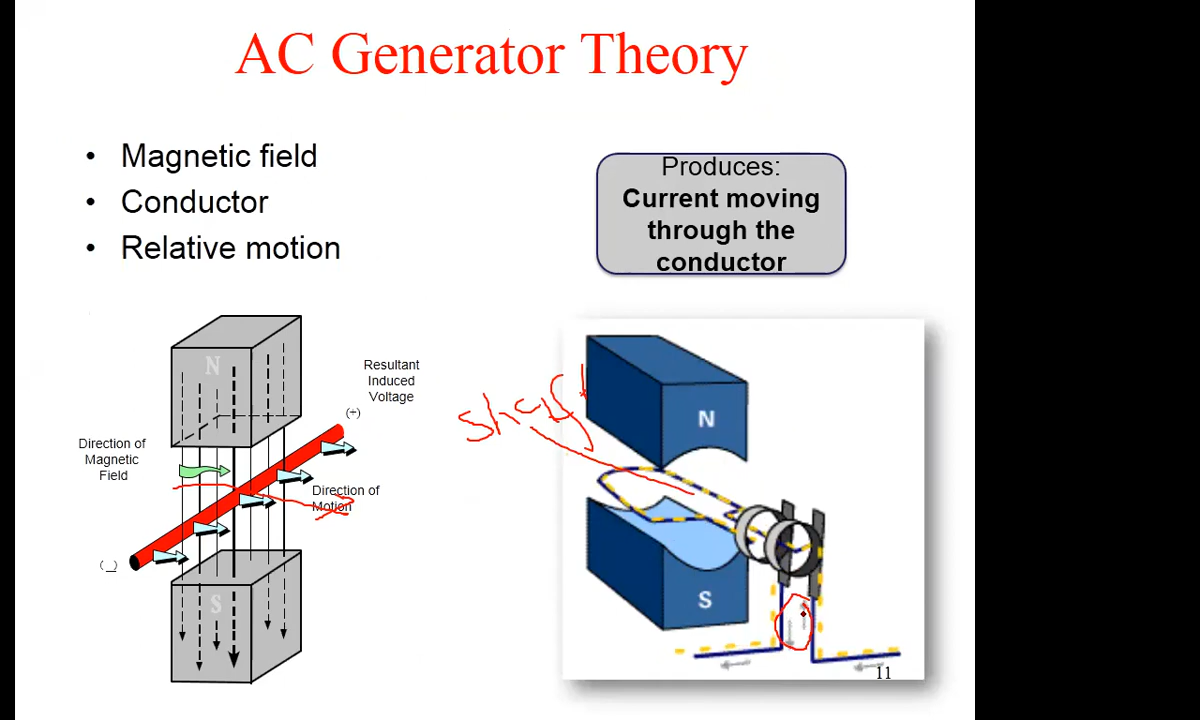 AC Generator Theory
• Magnetic field
• Conductor
• Relative motion
Produces:
Current moving
through the
conductor
N
Resultant
Induced
Voltage
(+)
Direction of
Magnetic
Field
Direction of
Motion
(_)
S
shaft
N
S
11